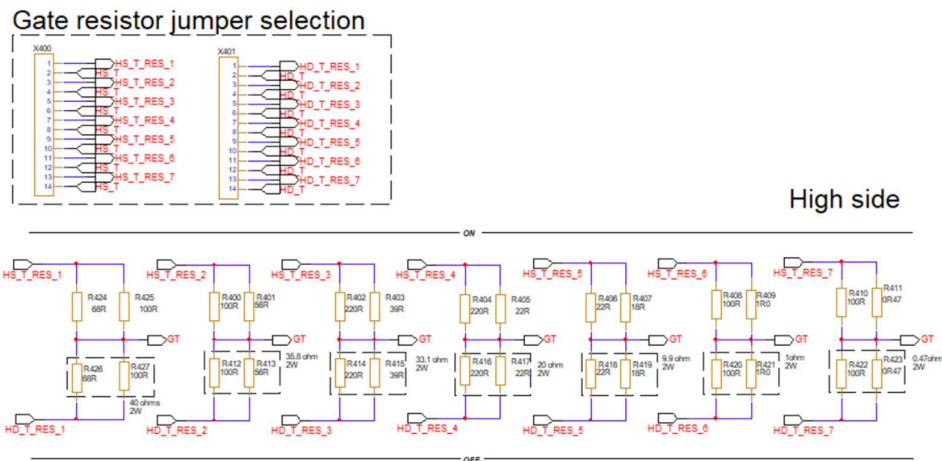 Gate resistor jumper selection
X400
1 HS_T_RES_1
2 HS_T
3 HS_T_RES_2
4 HS_T
5 HS_T_RES_3
6 HS_T
7 HS_T_RES_4
8 HS_T
9 HS_T_RES_5
10 HS_T
11 HS_T_RES_6
12 HS_T
13 HS_T_RES_7
14 HS_T
X401
1 HD_T_RES_1
2 HD_T
3 HD_T_RES_2
4 HD_T
5 HD_T_RES_3
6 HD_T
7 HD_T_RES_4
8 HD_T
9 HD_T_RES_5
10 HD_T
11 HD_T_RES_6
12 HD_T
13 HD_T_RES_7
14 HD_T
High side
ON
HS_T_RES_1
R424
68R
R425
100R
GT
R426
68R
R427
100R
40 ohms
2W
HD_T_RES_1
HS_T_RES_2
R400
100R
R401
56R
GT
R412
100R
R413
56R
35.8 ohm
2W
HD_T_RES_2
HS_T_RES_3
R402
220R
R403
39R
GT
R414
220R
R415
39R
33.1 ohm
2W
HD_T_RES_3
HS_T_RES_4
R404
220R
R405
22R
GT
R416
220R
R417
22R
20 ohm
2W
HD_T_RES_4
HS_T_RES_5
R406
22R
R407
18R
GT
R418
22R
R419
18R
9.9 ohm
2W
HD_T_RES_5
HS_T_RES_6
R408
100R
R409
1R0
GT
R420
100R
R421
1R0
1ohm
2W
HD_T_RES_6
HS_T_RES_7
R410
100R
R411
0R47
GT
R422
100R
R423
0R47
0.47ohm
2W
HD_T_RES_7
OFF